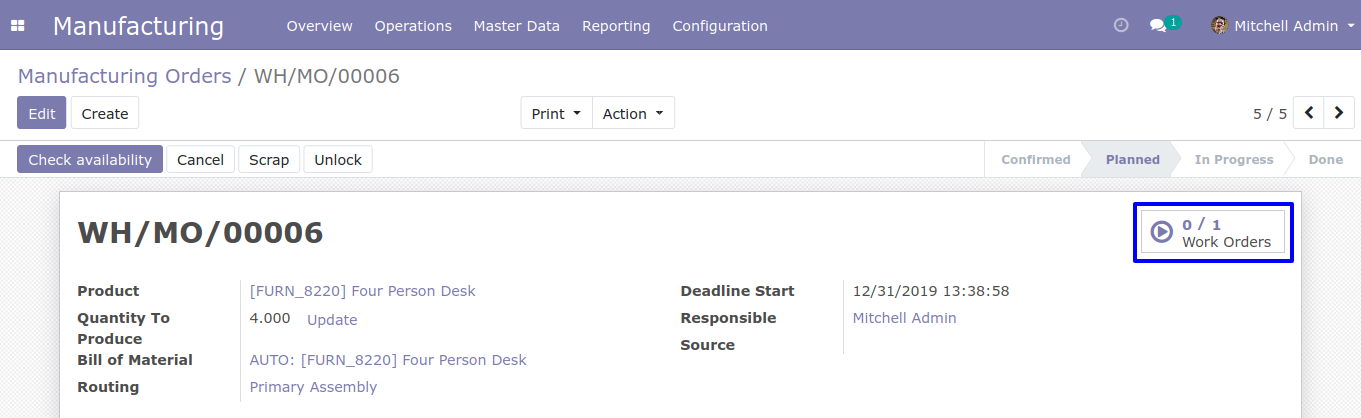 Manufacturing Overview Operations Master Data Reporting Configuration 1 Mitchell Admin
Manufacturing Orders / WH/MO/00006
Edit Create Print Action 5 / 5
Check availability Cancel Scrap Unlock Confirmed Planned In Progress Done
WH/MO/00006
0 / 1
Work Orders
Product [FURN_8220] Four Person Desk
Quantity To Produce 4.000 Update
Bill of Material AUTO: [FURN_8220] Four Person Desk
Routing Primary Assembly
Deadline Start 12/31/2019 13:38:58
Responsible Mitchell Admin
Source